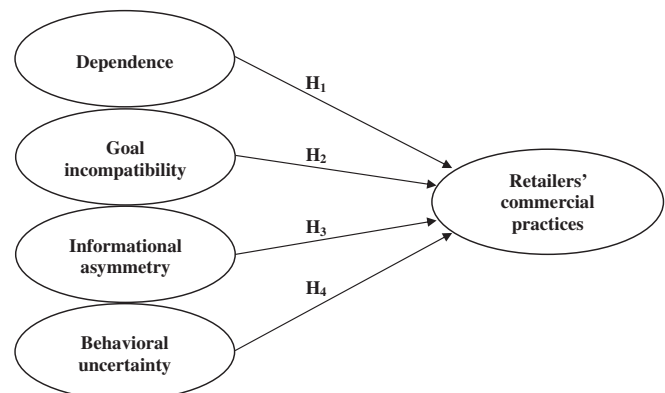 Dependence
H₁
Goal
incompatibility
H₂
Informational
asymmetry
H₃
Behavioral
uncertainty
H₄
Retailers'
commercial
practices